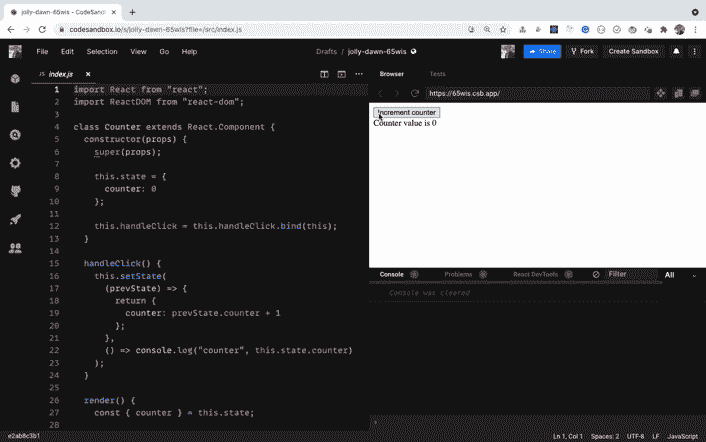 jolly-dawn-65wis - CodeSandbox
codesandbox.io/s/jolly-dawn-65wis?file=/src/index.js
File Edit Selection View Go Help
Drafts / jolly-dawn-65wis
Share
Fork
Create Sandbox
JS index.js
Browser Tests
https://65wis.csb.app/
1 import React from "react";
2 import ReactDOM from "react-dom";
3
4 class Counter extends React.Component {
5 constructor(props) {
6 super(props);
7
8 this.state = {
9 counter: 0
10 };
11
12 this.handleClick = this.handleClick.bind(this);
13 }
14
15 handleClick() {
16 this.setState(
17 (prevState) => {
18 return {
19 counter: prevState.counter + 1
20 };
21 },
22 () => console.log("counter", this.state.counter)
23 );
24 }
25
26 render() {
27 const { counter } = this.state;
28
Increment counter
Counter value is 0
Console Problems React DevTools Filter All
Console was cleared
e2ab8c3b1
Ln 1, Col 1 Spaces: 2 UTF-8 LF JavaScript